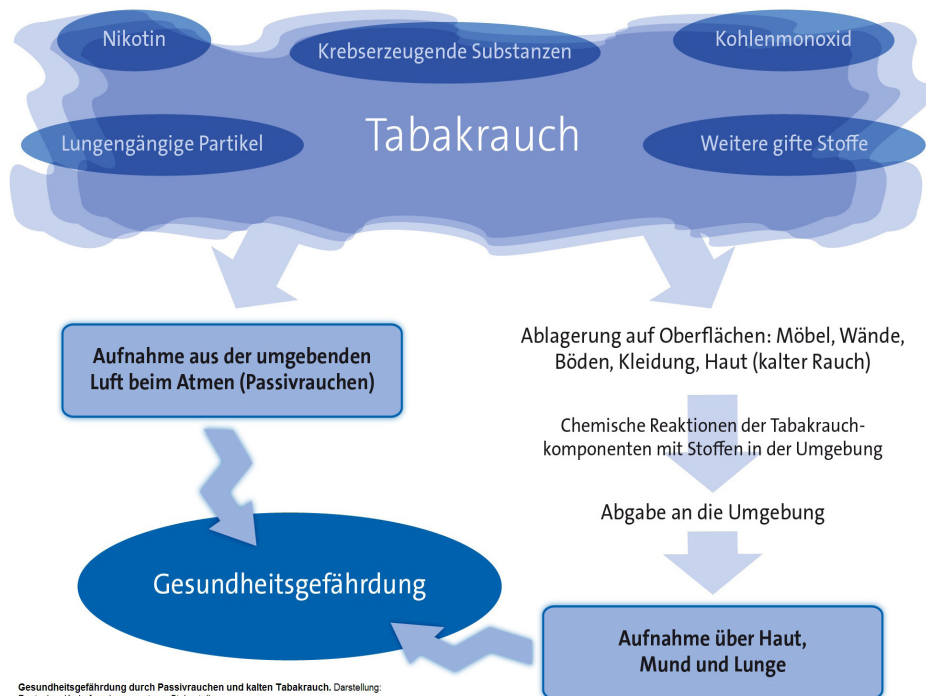 Nikotin
Krebserzeugende Substanzen
Kohlenmonoxid
Lungengängige Partikel
Tabakrauch
Weitere gifte Stoffe
Aufnahme aus der umgebenden
Luft beim Atmen (Passivrauchen)
Ablagerung auf Oberflächen: Möbel, Wände,
Böden, Kleidung, Haut (kalter Rauch)
Chemische Reaktionen der Tabakrauch-
komponenten mit Stoffen in der Umgebung
Abgabe an die Umgebung
Gesundheitsgefährdung
Aufnahme über Haut,
Mund und Lunge
Gesundheitsgefährdung durch Passivrauchen und kalten Tabakrauch. Darstellung: